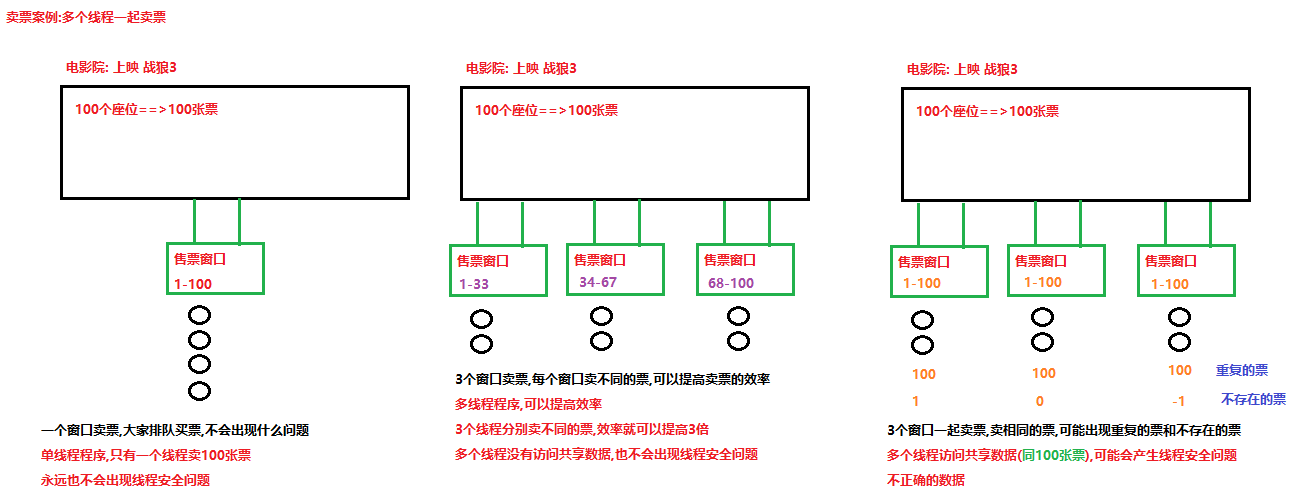 卖票案例:多个线程一起卖票
电影院: 上映 战狼3
100个座位==>100张票
售票窗口
1-100
一个窗口卖票,大家排队买票,不会出现什么问题
单线程程序,只有一个线程卖100张票
永远也不会出现线程安全问题
电影院: 上映 战狼3
100个座位==>100张票
售票窗口
1-33
售票窗口
34-67
售票窗口
68-100
3个窗口卖票,每个窗口卖不同的票,可以提高卖票的效率
多线程程序,可以提高效率
3个线程分别卖不同的票,效率就可以提高3倍
多个线程没有访问共享数据,也不会出现线程安全问题
电影院: 上映 战狼3
100个座位==>100张票
售票窗口
1-100
售票窗口
1-100
售票窗口
1-100
100 100 100 重复的票
1 0 -1 不存在的票
3个窗口一起卖票,卖相同的票,可能出现重复的票和不存在的票
多个线程访问共享数据(同100张票),可能会产生线程安全问题
不正确的数据